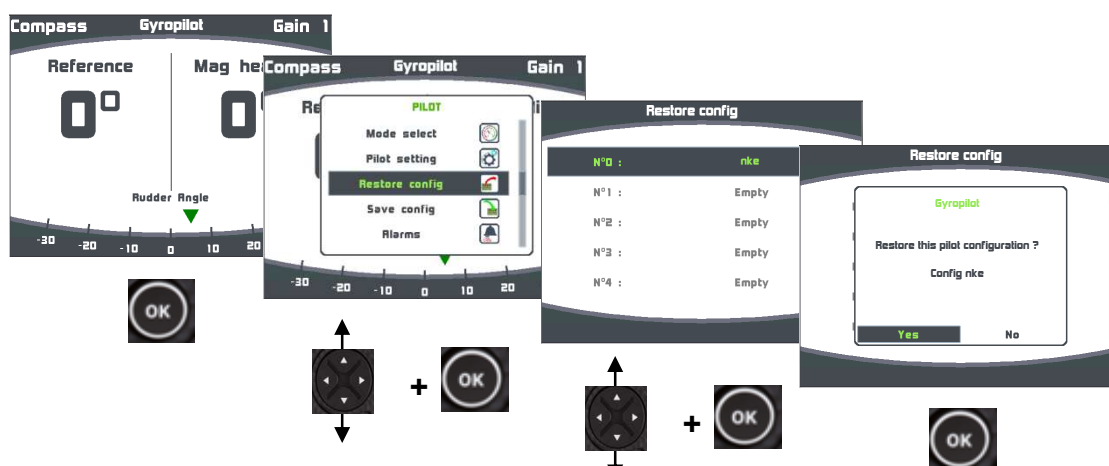 Compass Gyropilot Gain 1
Reference Mag
0°
0
Rudder Angle
-30 -20 -10 0 10 20
OK
Compass Gyropilot Gain 1
PILOT
Mode select
Pilot setting
Restore config
Save config
Alarms
-30 -20 -10 0 10 20
+ OK
Restore config
N°0 : nke
N°1 : Empty
N°2 : Empty
N°3 : Empty
N°4 : Empty
+ OK
Restore config
Gyropilot
Restore this pilot configuration ?
Config nke
Yes No
OK